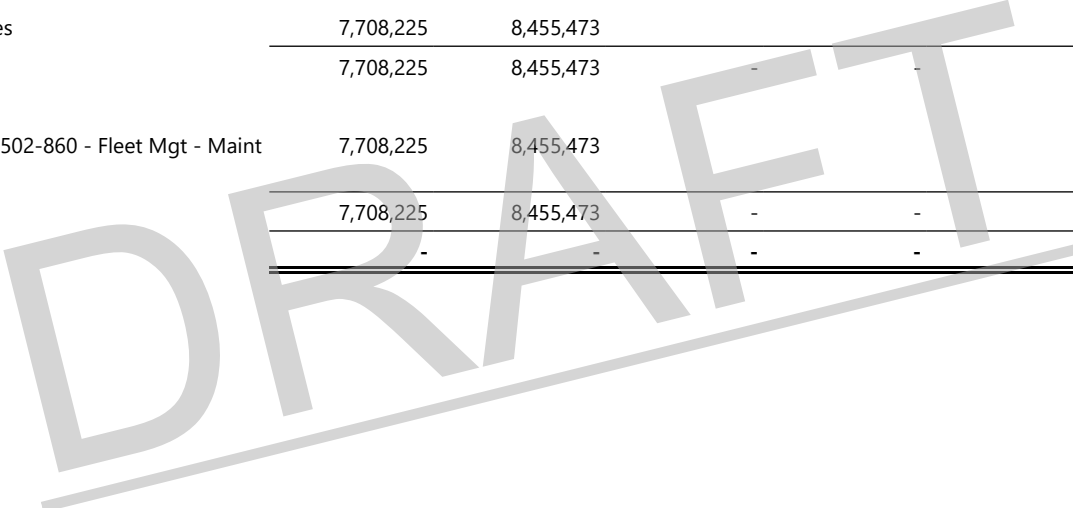 es 7,708,225 8,455,473
7,708,225 8,455,473 - -
502-860 - Fleet Mgt - Maint 7,708,225 8,455,473
7,708,225 8,455,473 - -
- - - -
DRAFT